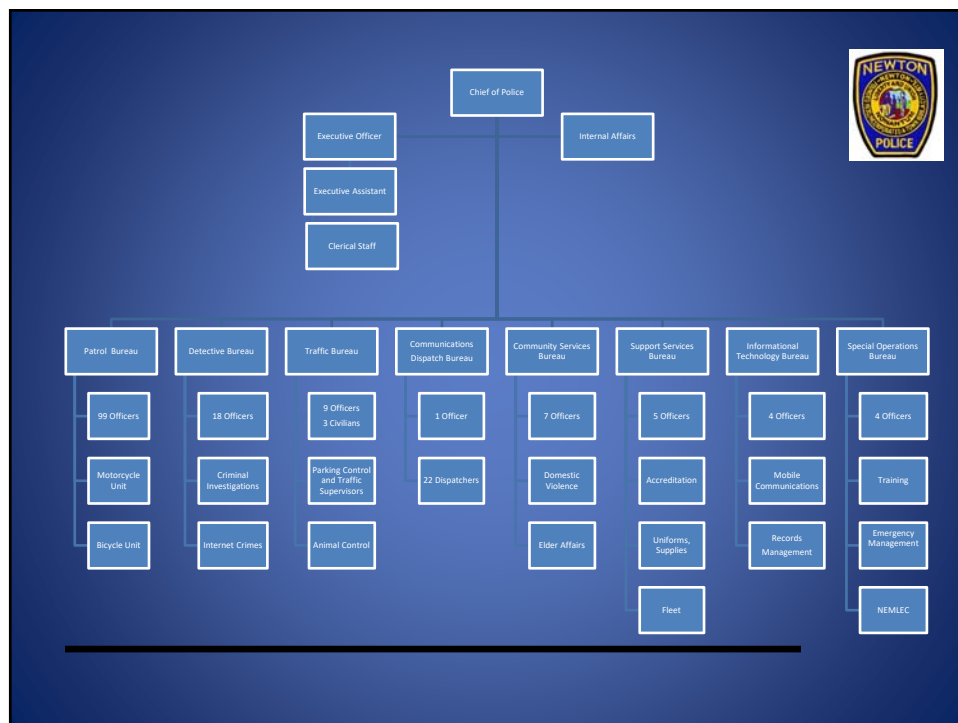 Chief of Police
NEWTON
POLICE
Executive Officer
Internal Affairs
Executive Assistant
Clerical Staff
Patrol Bureau
Detective Bureau
Traffic Bureau
Communications
Dispatch Bureau
Community Services
Bureau
Support Services
Bureau
Informational
Technology Bureau
Special Operations
Bureau
99 Officers
18 Officers
9 Officers
3 Civilians
1 Officer
7 Officers
5 Officers
4 Officers
4 Officers
Motorcycle
Unit
Criminal
Investigations
Parking Control
and Traffic
Supervisors
22 Dispatchers
Domestic
Violence
Accreditation
Mobile
Communications
Training
Bicycle Unit
Internet Crimes
Animal Control
Elder Affairs
Uniforms,
Supplies
Records
Management
Emergency
Management
Fleet
NEMLEC